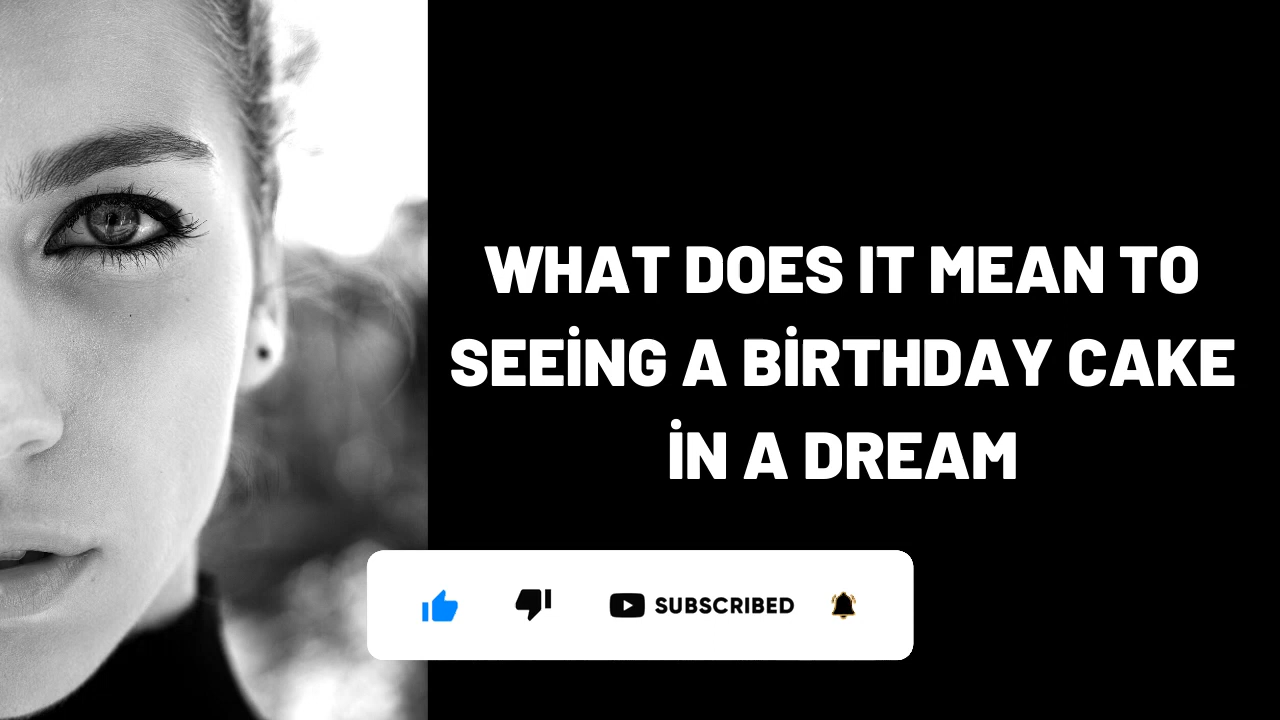 WHAT DOES IT MEAN TO
SEEİNG A BİRTHDAY CAKE
İN A DREAM
SUBSCRIBED